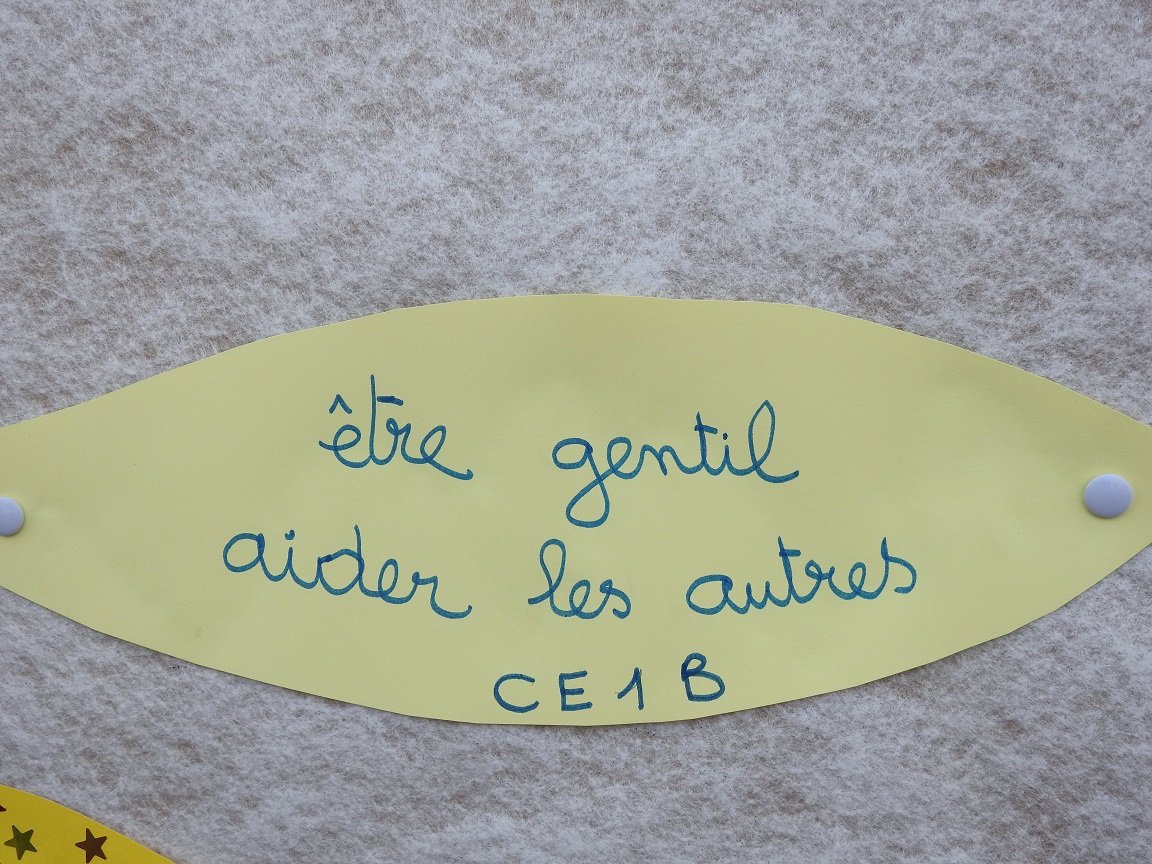 être gentil
aider les autres
CE1B